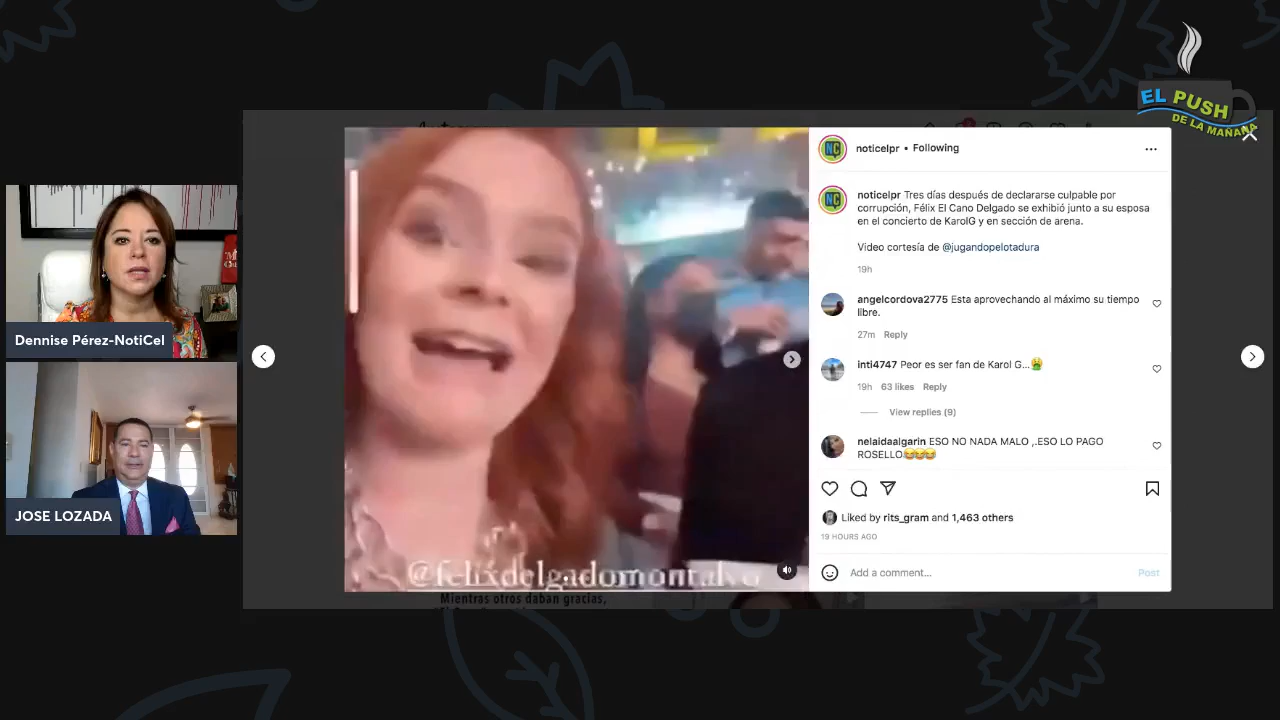 EL PUSH
DE LA MAÑANA
noticelpr • Following
noticelpr Tres días después de declararse culpable por
corrupción, Félix El Cano Delgado se exhibió junto a su esposa
en el concierto de KarolG y en sección de arena.
Video cortesía de @jugandopelotadura
19h
angelcordova2775 Esta aprovechando al máximo su tiempo
libre.
27m Reply
inti4747 Peor es ser fan de Karol G...🤮
19h 63 likes Reply
View replies (9)
nelaidaalgarin ESO NO NADA MALO ,.ESO LO PAGO
ROSELLO😂😂😂
Liked by rits_gram and 1,463 others
19 HOURS AGO
Add a comment...
Post
NC
NC
Dennise Pérez-NotiCel
JOSE LOZADA
@felixdelgadomontalvo
Mientras otros daban gracias,